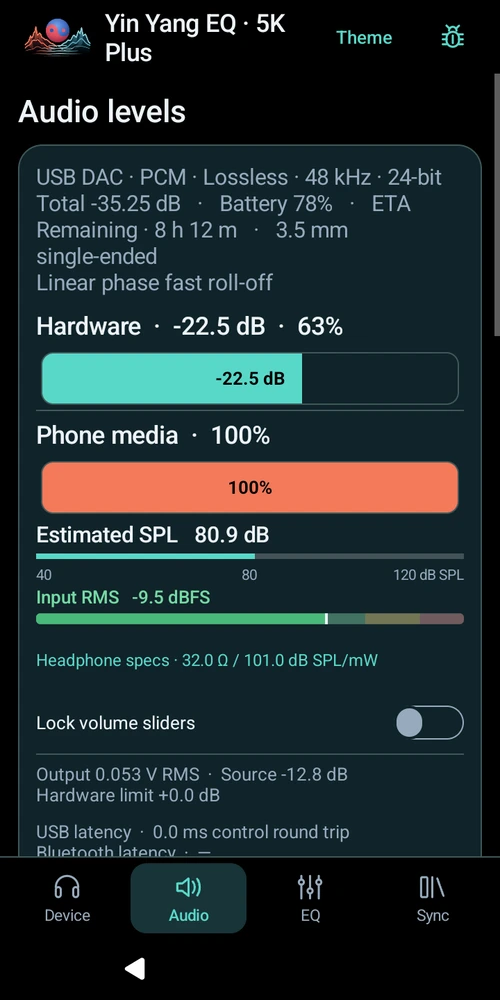 Yin Yang EQ · 5K
Plus
Theme
Audio levels
USB DAC · PCM · Lossless · 48 kHz · 24-bit
Total -35.25 dB · Battery 78% · ETA
Remaining · 8 h 12 m · 3.5 mm
single-ended
Linear phase fast roll-off
Hardware · -22.5 dB · 63%
-22.5 dB
Phone media · 100%
100%
Estimated SPL 80.9 dB
40 80 120 dB SPL
Input RMS -9.5 dBFS
Headphone specs · 32.0 Ω / 101.0 dB SPL/mW
Lock volume sliders
Output 0.053 V RMS · Source -12.8 dB
Hardware limit +0.0 dB
USB latency · 0.0 ms control round trip
Bluetooth latency · —
Device Audio EQ Sync